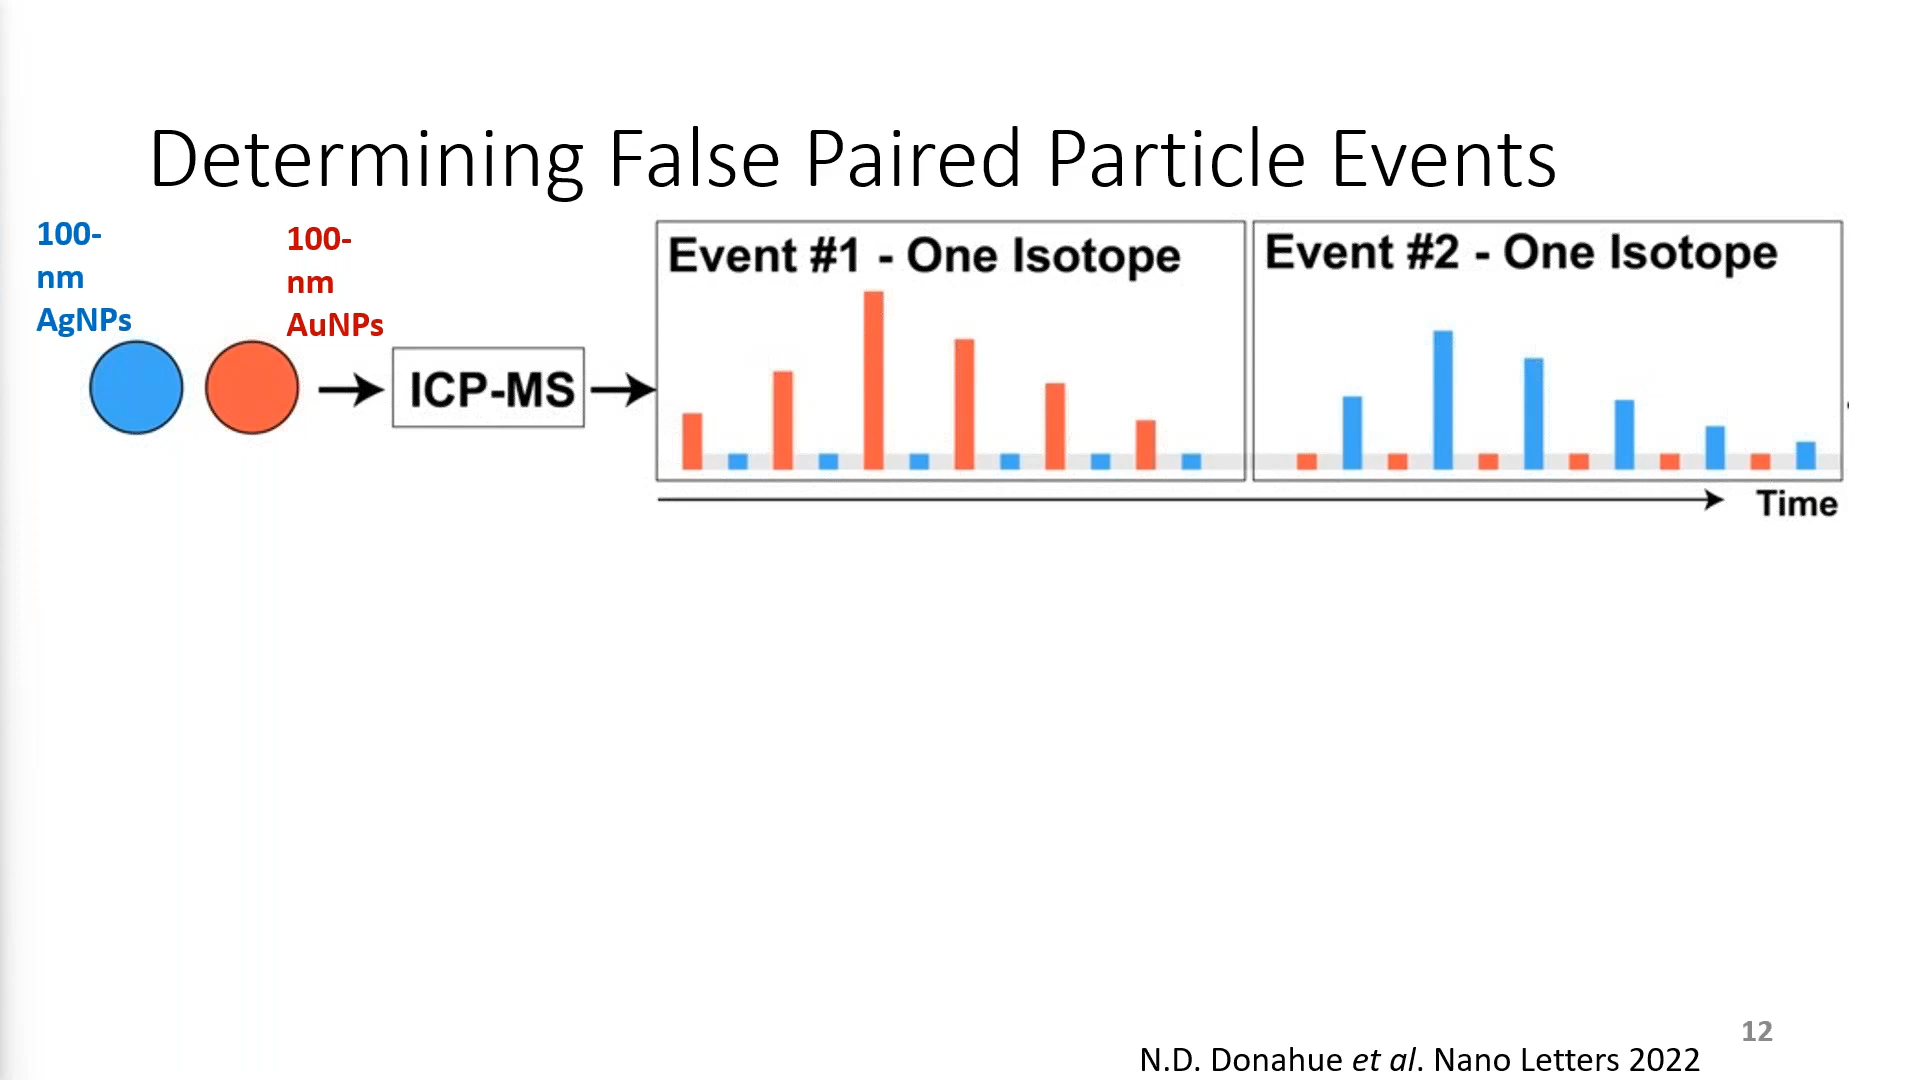 Determining False Paired Particle Events
100-
nm
AgNPs
100-
nm
AuNPs
ICP-MS
Event #1 - One Isotope
Event #2 - One Isotope
Time
12
N.D. Donahue et al. Nano Letters 2022